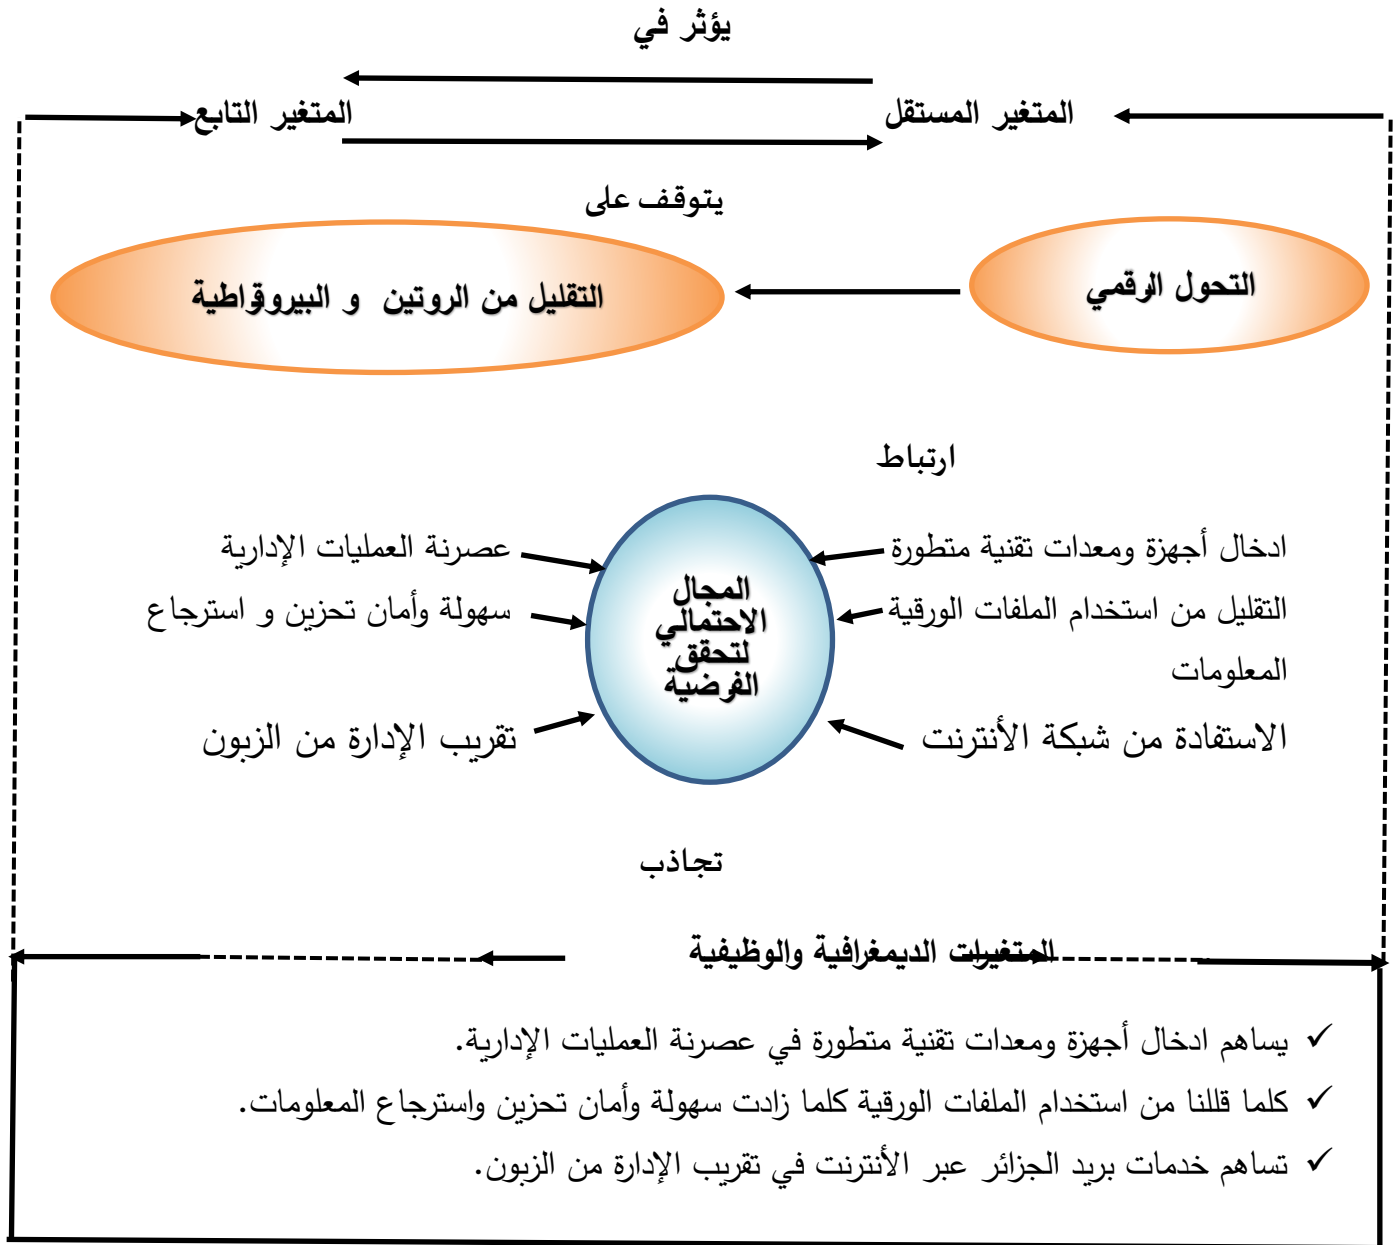 يؤثر في
المتغير المستقل
المتغير التابع
يتوقف على
التحول الرقمي
التقليل من الروتين و البيروقراطية
ارتباط
ادخال أجهزة ومعدات تقنية متطورة
عصرنة العمليات الإدارية
المجال
الاحتمالي
لتحقق
الفرضية
التقليل من استخدام الملفات الورقية
سهولة وأمان تحزين و استرجاع
المعلومات
الاستفادة من شبكة الأنترنت
تقريب الإدارة من الزبون
تجاذب
المتغيرات الديمغرافية والوظيفية
✓ يساهم ادخال أجهزة ومعدات تقنية متطورة في عصرنة العمليات الإدارية.
✓ كلما قللنا من استخدام الملفات الورقية كلما زادت سهولة وأمان تحزين واسترجاع المعلومات.
✓ تساهم خدمات بريد الجزائر عبر الأنترنت في تقريب الإدارة من الزبون.